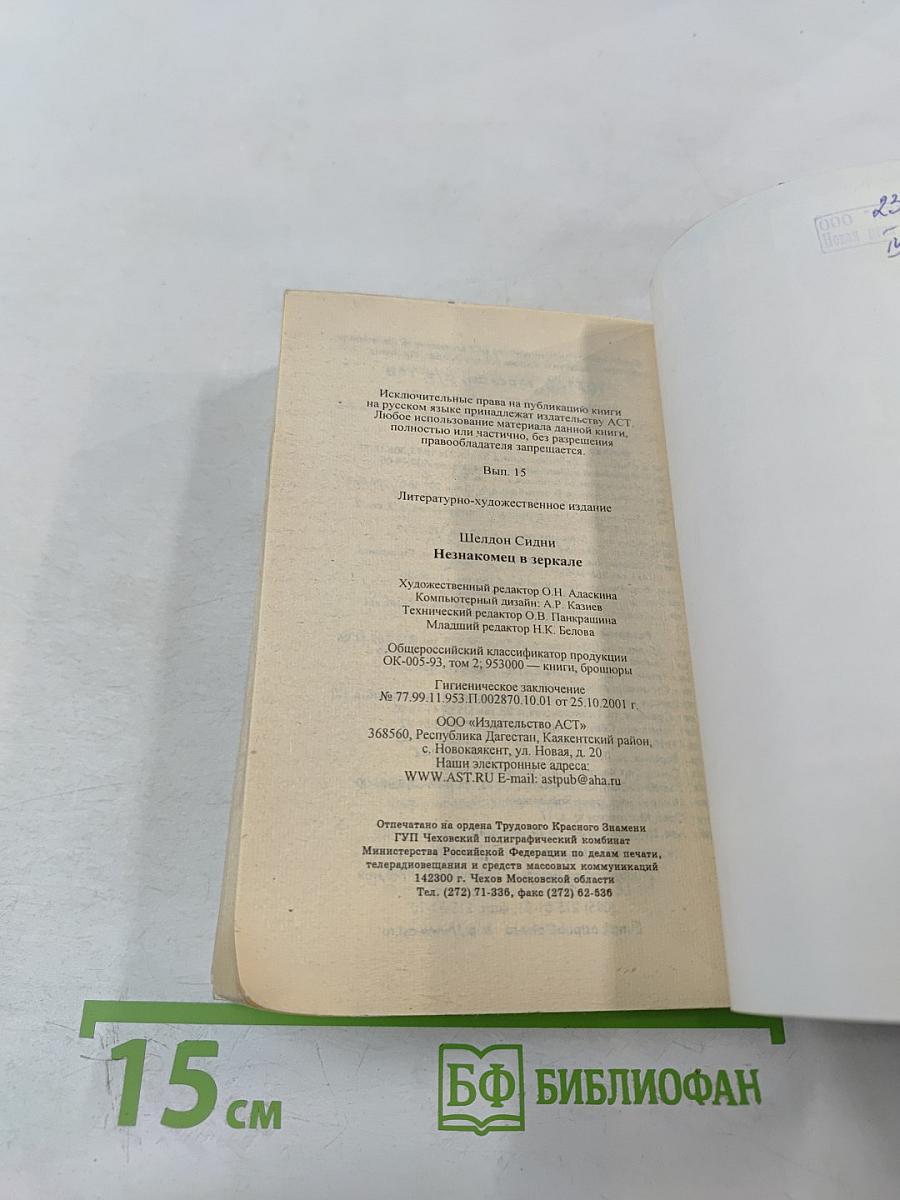 23
ООО
Исключительные права на публикацию книги
на русском языке принадлежат издательству АСТ.
Любое использование материала данной книги,
полностью или частично, без разрешения
правообладателя запрещается.
Вып. 15
Литературно-художественное издание
Шелдон Сидни
Незнакомец в зеркале
Художественный редактор О.Н. Адаскина
Компьютерный дизайн: А.Р. Казиев
Технический редактор О.В. Панкрашина
Младший редактор Н.К. Белова
Общероссийский классификатор продукции
ОК-005-93, том 2; 953000 — книги, брошюры
Гигиеническое заключение
№ 77.99.11.953.П.002870.10.01 от 25.10.2001 г.
ООО «Издательство АСТ»
368560, Республика Дагестан, Каякентский район,
с. Новокаякент, ул. Новая, д. 20
Наши электронные адреса:
WWW.AST.RU E-mail: astpub@aha.ru
Отпечатано на ордена Трудового Красного Знамени
ГУП Чеховский полиграфический комбинат
Министерства Российской Федерации по делам печати,
телерадиовещания и средств массовых коммуникаций
142300 г. Чехов Московской области
Тел. (272) 71-336, факс (272) 62-536
15 см
БФ БИБЛИОФАН